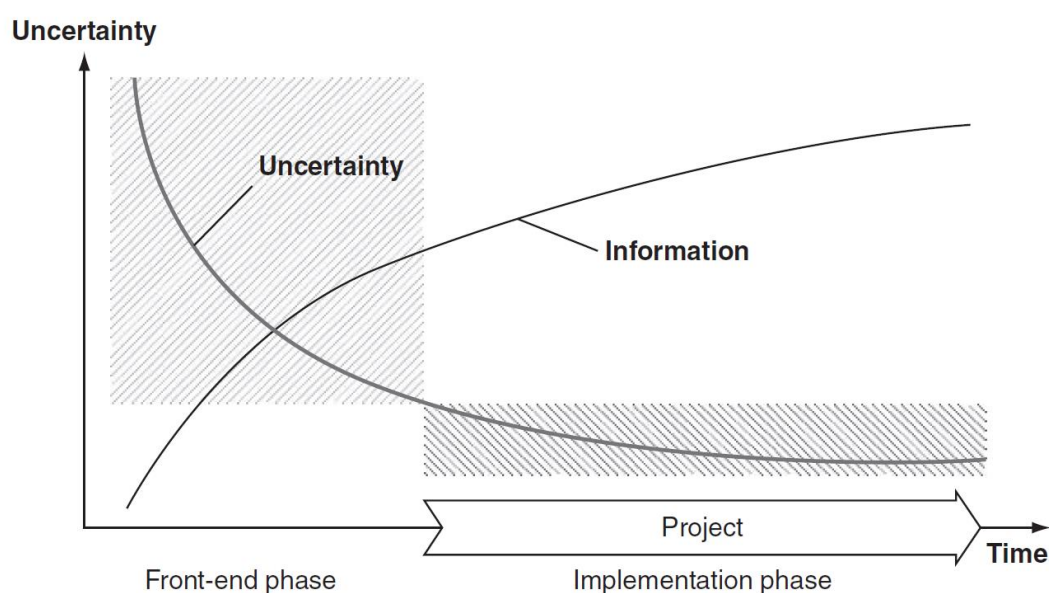 Uncertainty
Uncertainty
Information
Project
Time
Front-end phase
Implementation phase